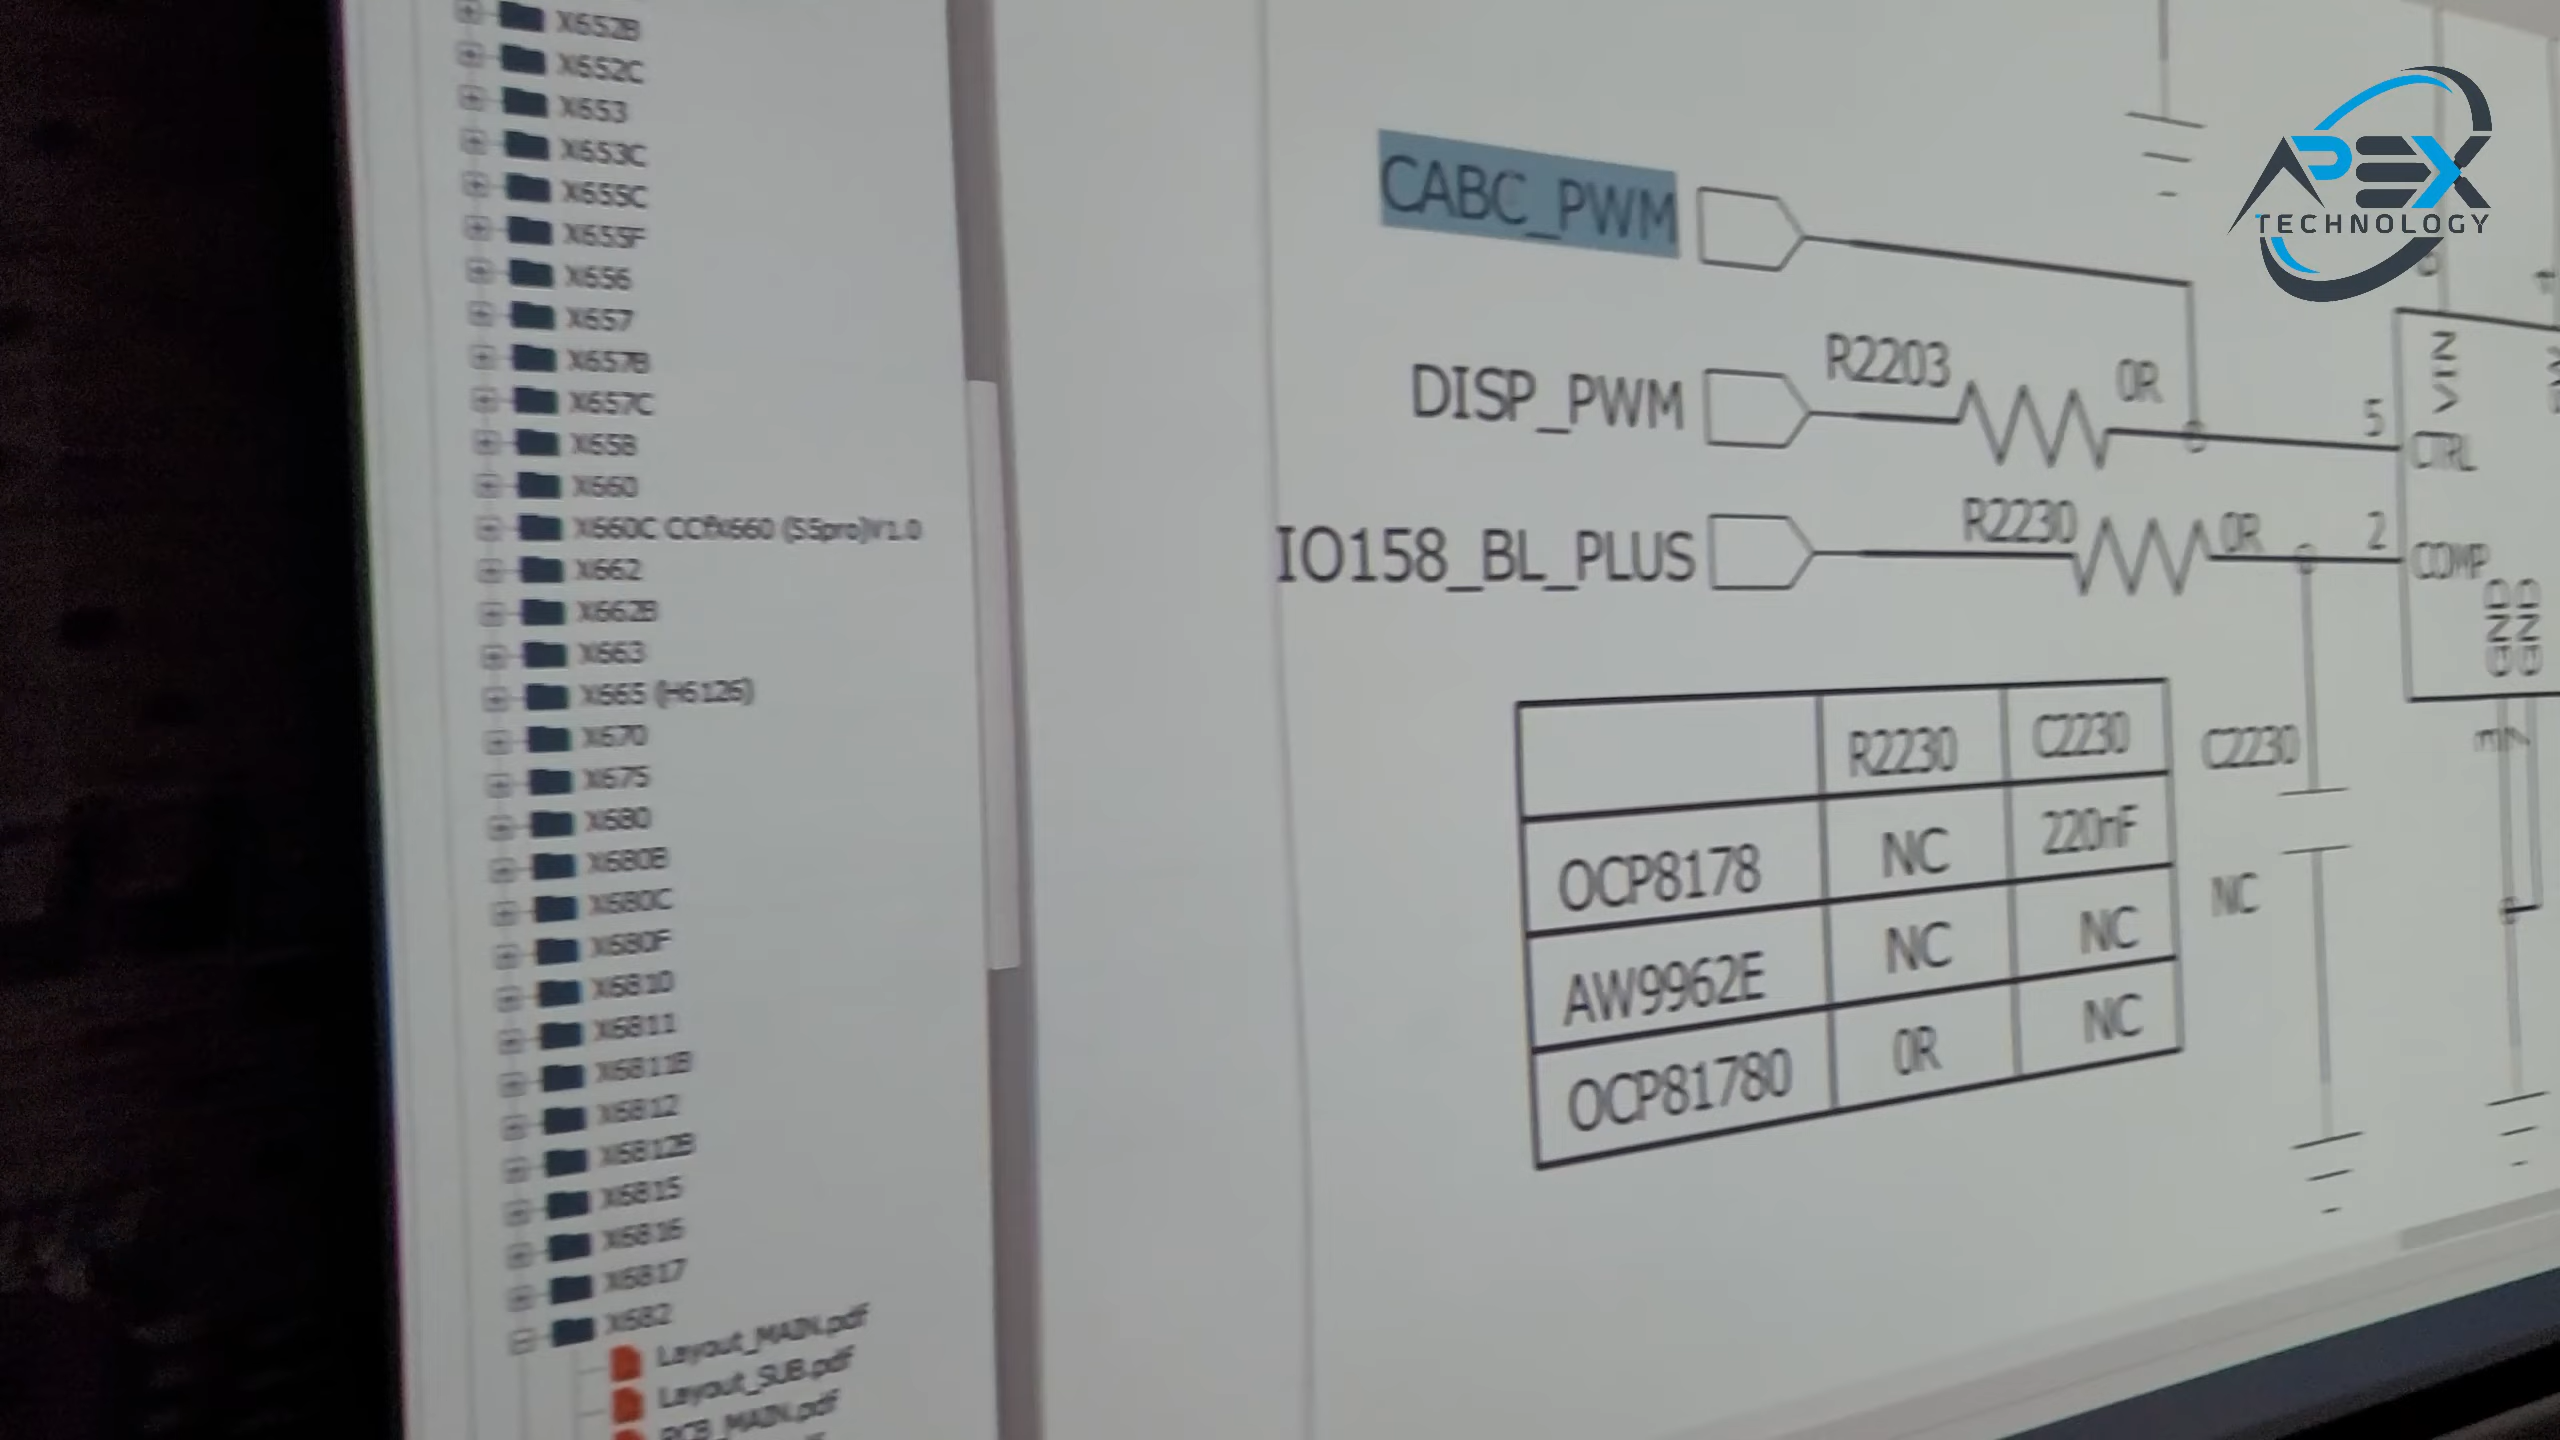 X652B
X652C
X653
X653C
X655C
X655F
X656
X657
X657B
X657C
X658
X660
X660C CCfX660 (S5pro)V1.0
X662
X662B
X663
X665 (H6126)
X670
X675
X680
X680B
X680C
X680F
X6810
X6811
X6811B
X6812
X6812B
X6815
X6816
X6817
X682
Layout_MAIN.pdf
Layout_SUB.pdf
PCB_MAIN.pdf
APEX
TECHNOLOGY
CABC_PWM
DISP_PWM
R2203
0R
5
CTRL
VIN
IO158_BL_PLUS
R2230
0R
2
COMP
GND
GND
R2230 C2230
OCP8178 NC 220nF
AW9962E NC NC
OCP81780 0R NC
C2230
NC